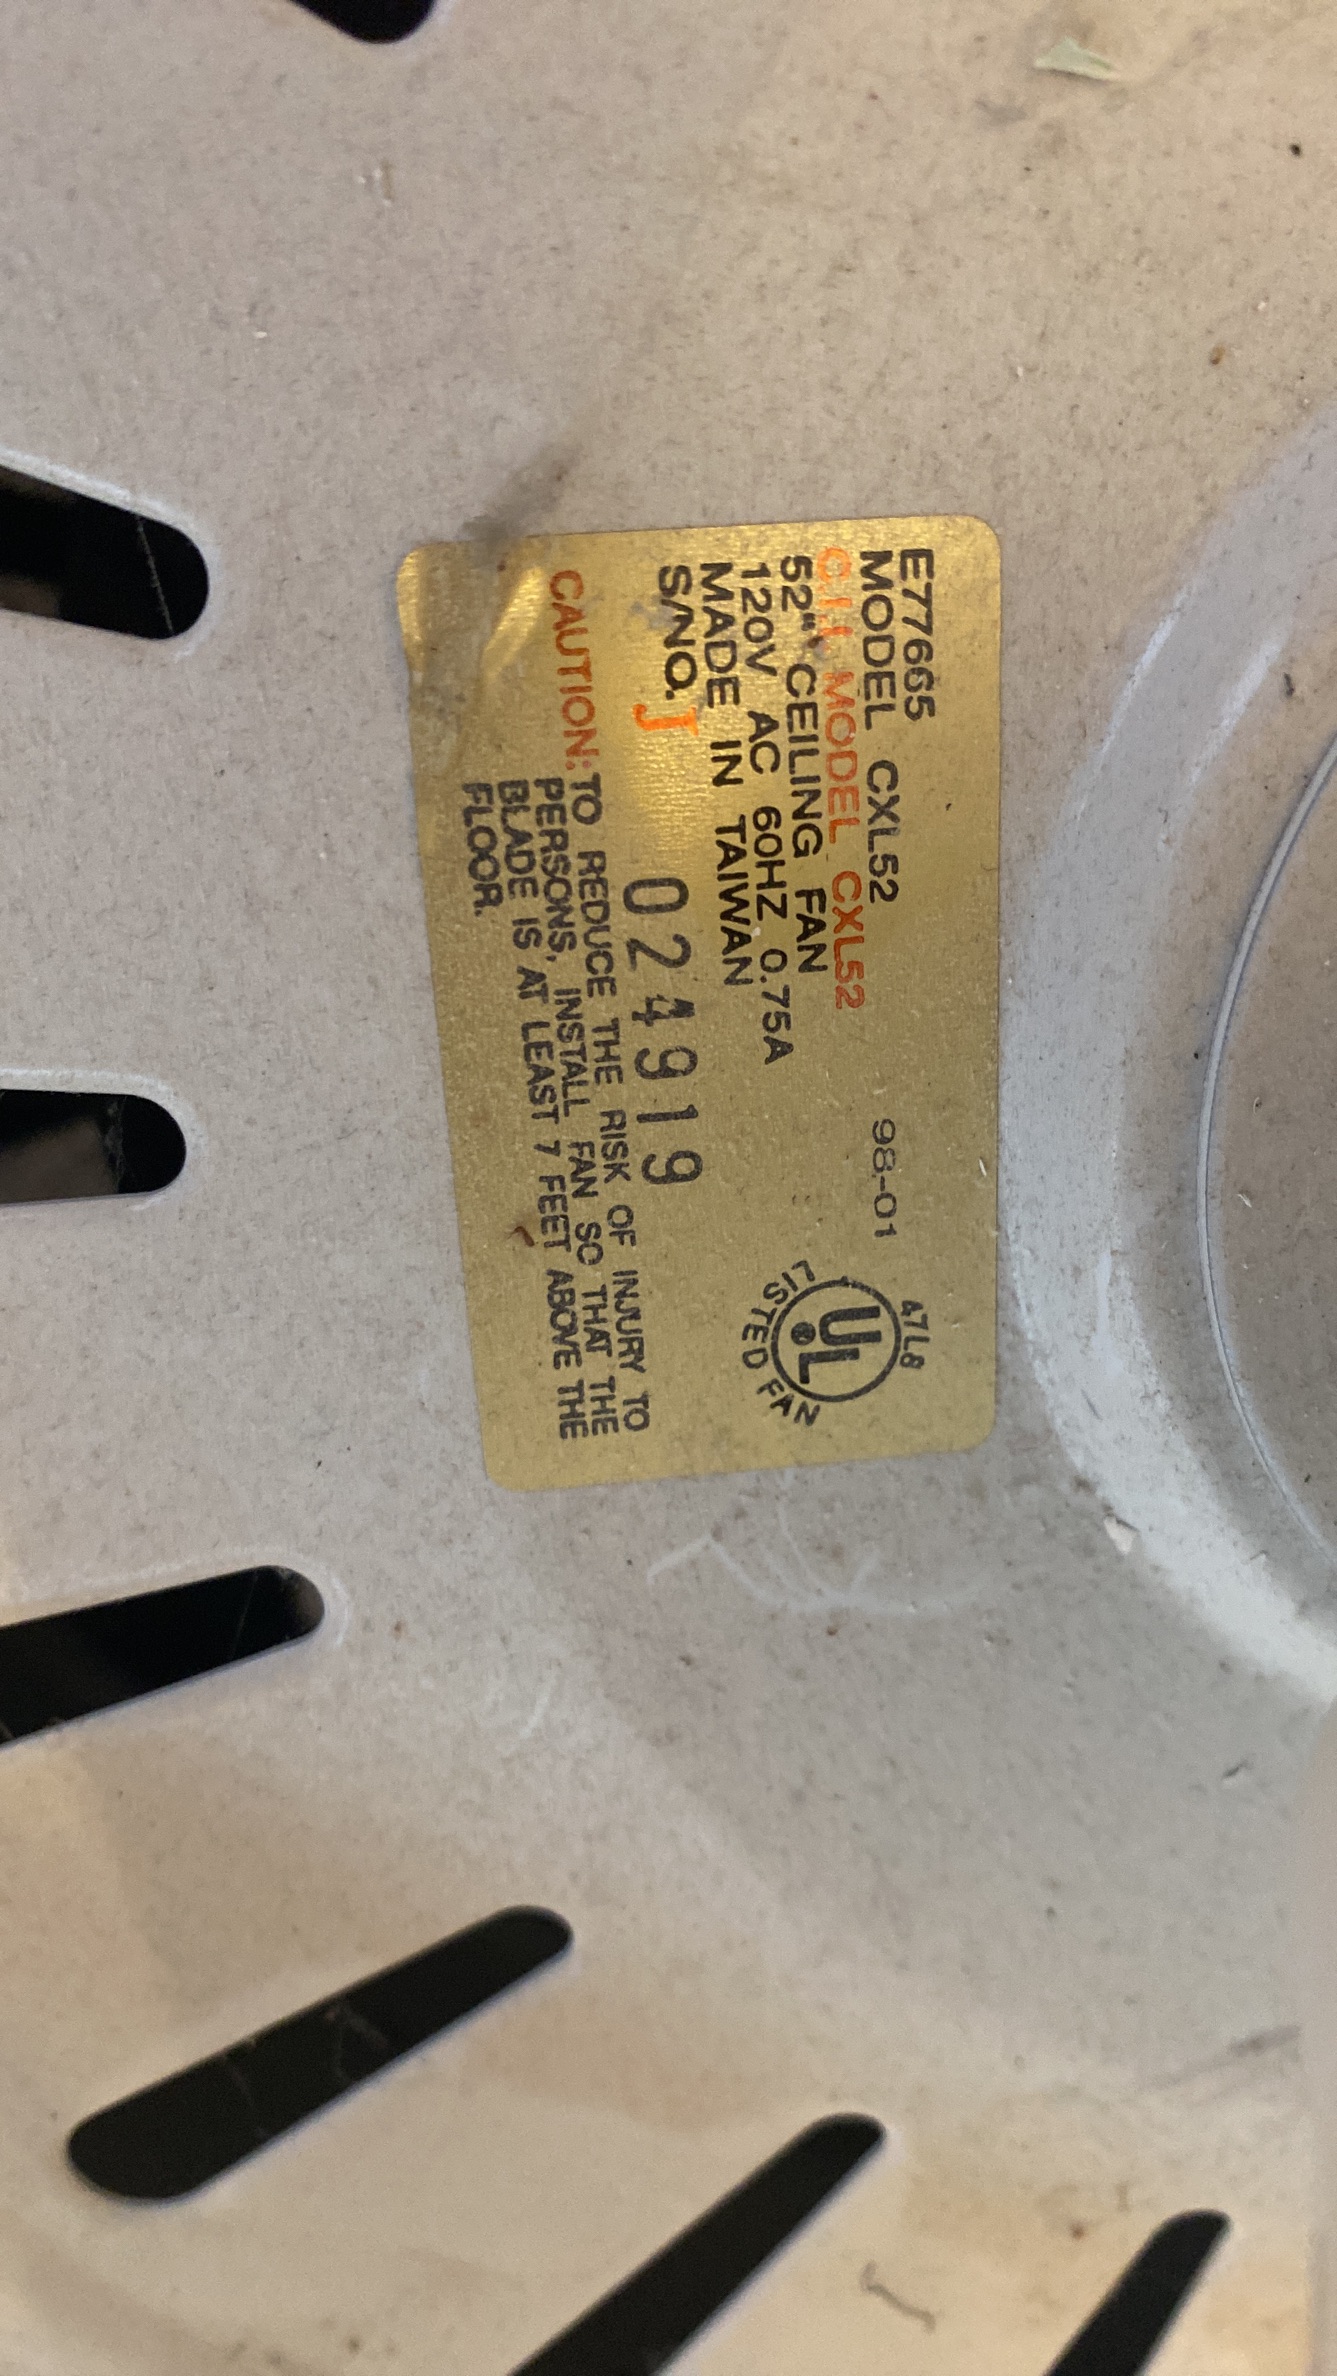 E77665
MODEL CXL52
C.I.L MODEL CXL52
52" CEILING FAN
120V AC 60HZ 0.75A
MADE IN TAIWAN
S/NO. J 024919
98-01
47L8
UL ®
LISTED FAN
CAUTION: TO REDUCE THE RISK OF INJURY TO
PERSONS, INSTALL FAN SO THAT THE
BLADE IS AT LEAST 7 FEET ABOVE THE
FLOOR.